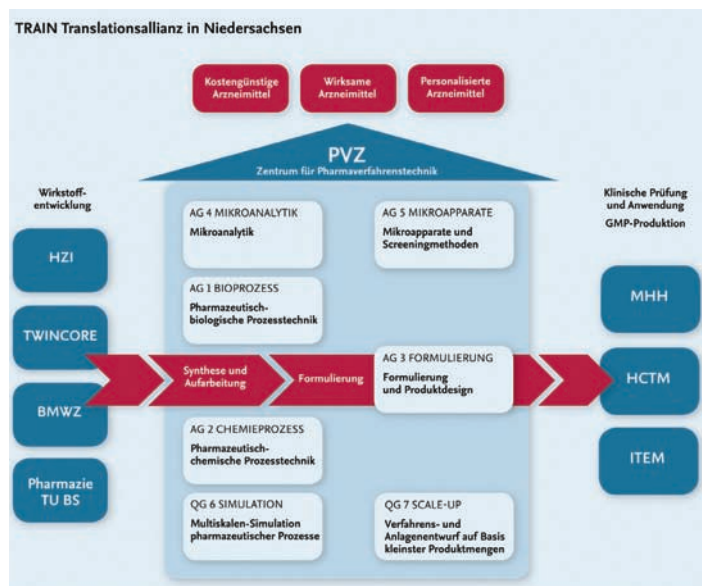 TRAIN Translationsallianz in Niedersachsen
Kostengünstige
Arzneimittel
Wirksame
Arzneimittel
Personalisierte
Arzneimittel
PVZ
Zentrum für Pharmaverfahrenstechnik
Wirkstoff-
entwicklung
HZI
TWINCORE
BMWZ
Pharmazie
TU BS
AG 4 MIKROANALYTIK
Mikroanalytik
AG 5 MIKROAPPARATE
Mikroapparate und
Screeningmethoden
AG 1 BIOPROZESS
Pharmazeutisch-
biologische Prozesstechnik
Synthese und
Aufarbeitung
Formulierung
AG 3 FORMULIERUNG
Formulierung
und Produktdesign
AG 2 CHEMIEPROZESS
Pharmazeutisch-
chemische Prozesstechnik
QG 6 SIMULATION
Multiskalen-Simulation
pharmazeutischer Prozesse
QG 7 SCALE-UP
Verfahrens- und
Anlagenentwurf auf Basis
kleinster Produktmengen
Klinische Prüfung
und Anwendung
GMP-Produktion
MHH
HCTM
ITEM